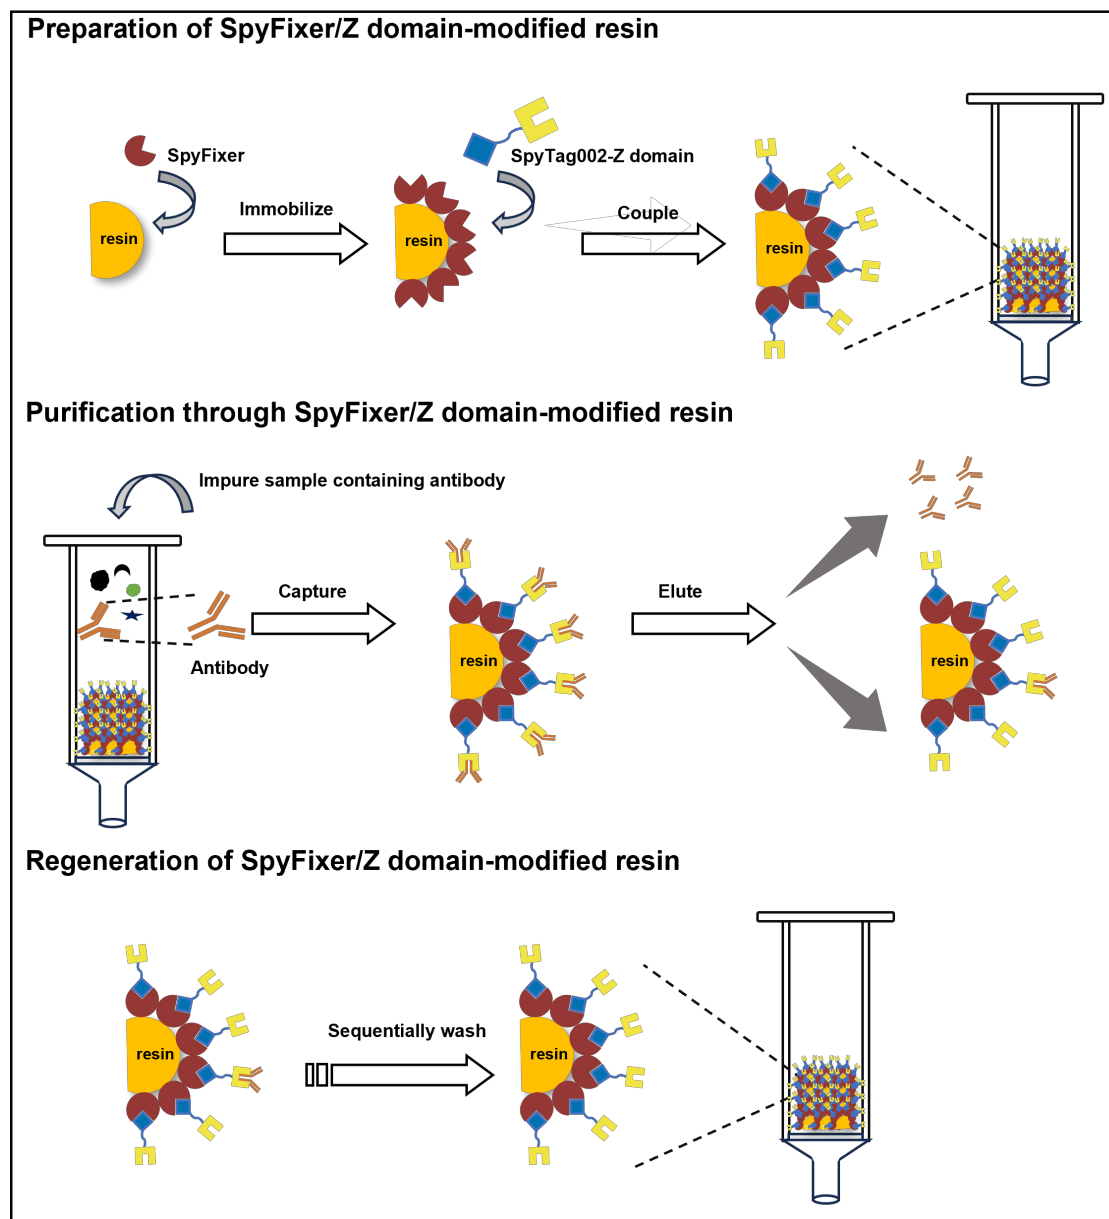 Preparation of SpyFixer/Z domain-modified resin
SpyFixer
SpyTag002-Z domain
resin
Immobilize
resin
Couple
resin
Purification through SpyFixer/Z domain-modified resin
Impure sample containing antibody
Antibody
Capture
resin
Elute
resin
Regeneration of SpyFixer/Z domain-modified resin
resin
Sequentially wash
resin